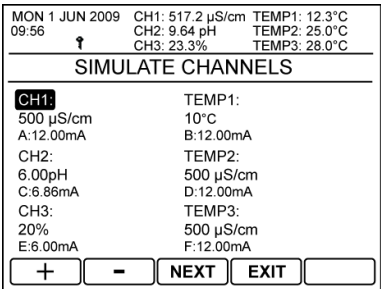 MON 1 JUN 2009 CH1: 517.2 µS/cm TEMP1: 12.3°C
09:56 CH2: 9.64 pH TEMP2: 25.0°C
CH3: 23.3% TEMP3: 28.0°C
SIMULATE CHANNELS
CH1: TEMP1:
500 µS/cm 10°C
A:12.00mA B:12.00mA
CH2: TEMP2:
6.00pH 500 µS/cm
C:6.86mA D:12.00mA
CH3: TEMP3:
20% 500 µS/cm
E:6.00mA F:12.00mA
+ - NEXT EXIT